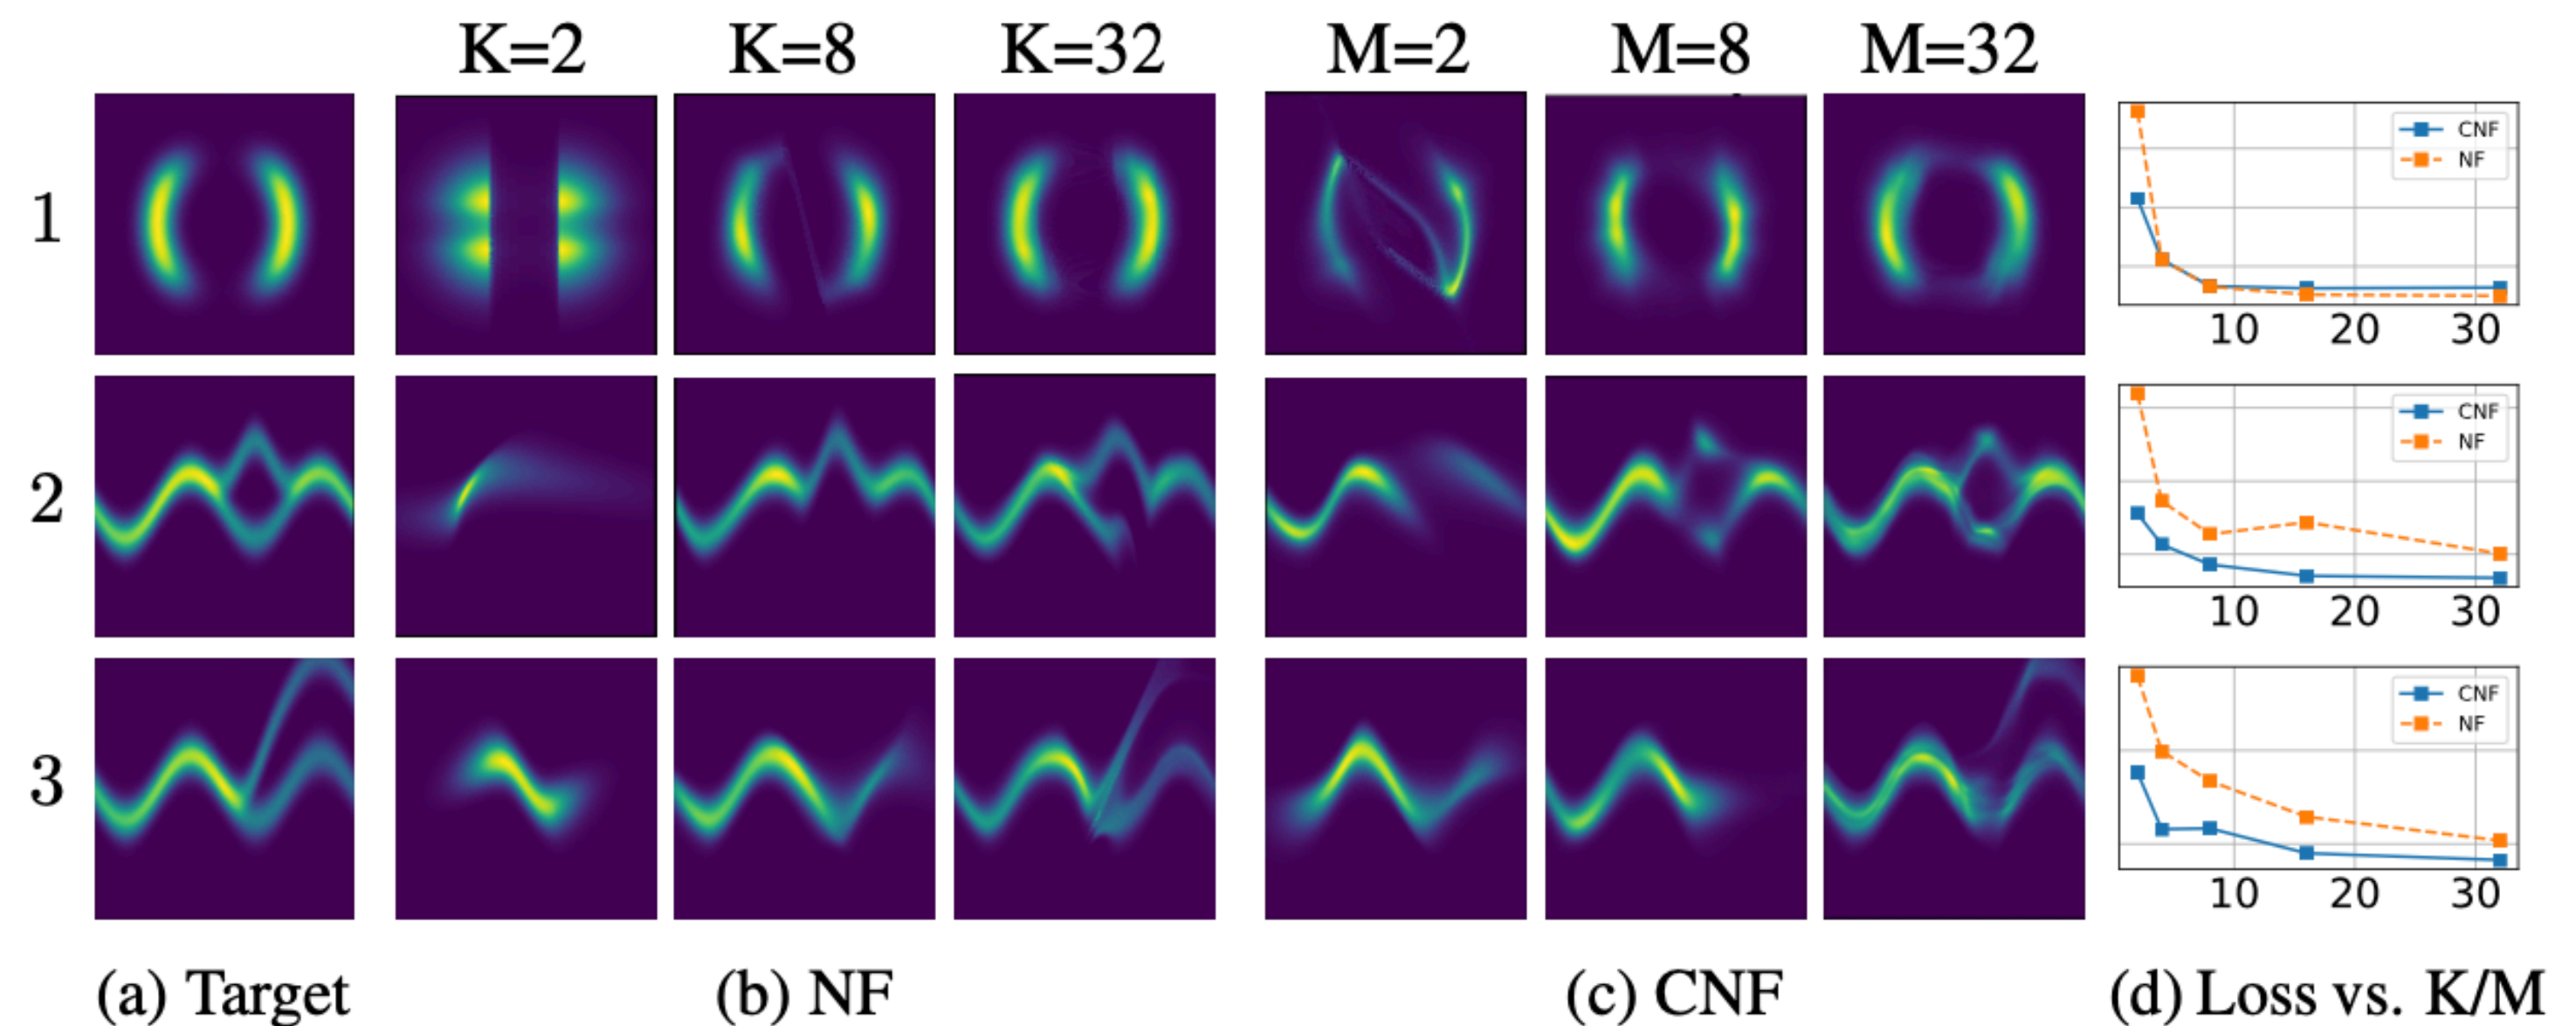 K=2 K=8 K=32 M=2 M=8 M=32
1
CNF
NF
10 20 30
2
CNF
NF
10 20 30
3
CNF
NF
10 20 30
(a) Target (b) NF (c) CNF (d) Loss vs. K/M